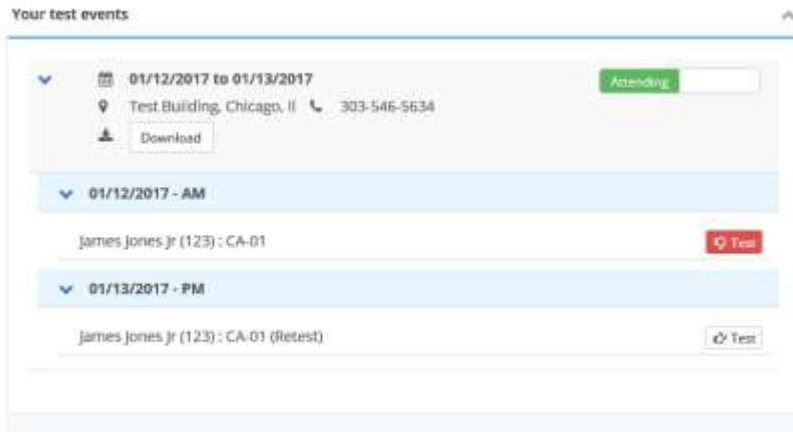 Your test events
01/12/2017 to 01/13/2017
Attending
Test Building, Chicago, Il 303-546-5634
Download
01/12/2017 - AM
James Jones Jr (123) : CA-01
Test
01/13/2017 - PM
James Jones Jr (123) : CA-01 (Retest)
Test